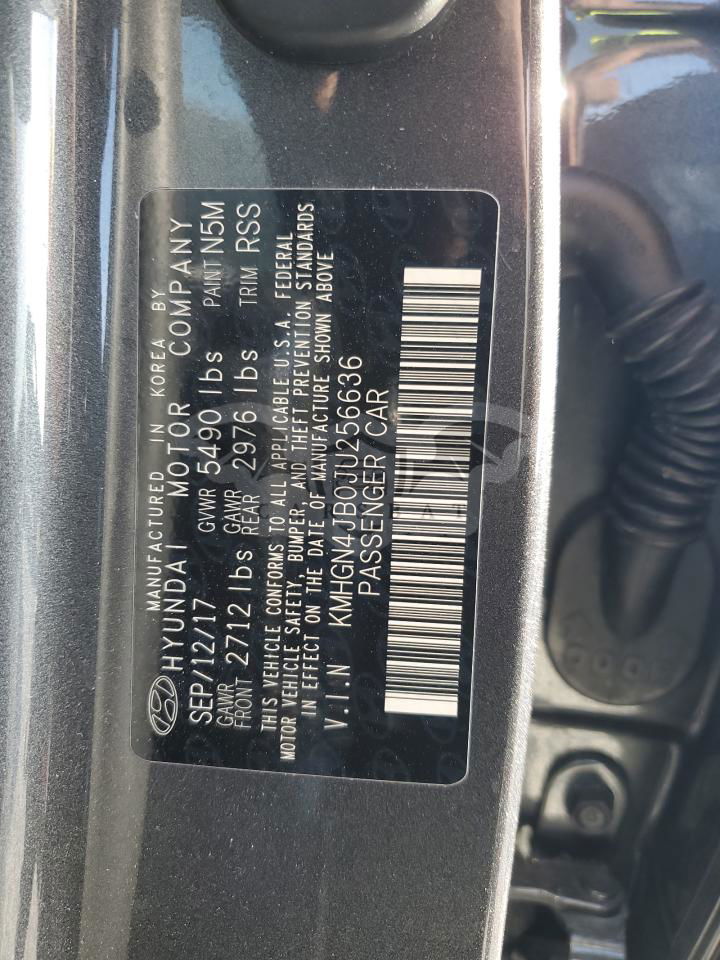 MANUFACTURED IN KOREA BY
HYUNDAI MOTOR COMPANY
SEP/12/17 GVWR 5490 lbs PAINT N5M
GAWR FRONT 2712 lbs GAWR REAR 2976 lbs TRIM RSS
THIS VEHICLE CONFORMS TO ALL APPLICABLE U.S.A. FEDERAL
MOTOR VEHICLE SAFETY, BUMPER, AND THEFT PREVENTION STANDARDS
IN EFFECT ON THE DATE OF MANUFACTURE SHOWN ABOVE
V.I.N KMHGN4JB0JU256636
PASSENGER CAR